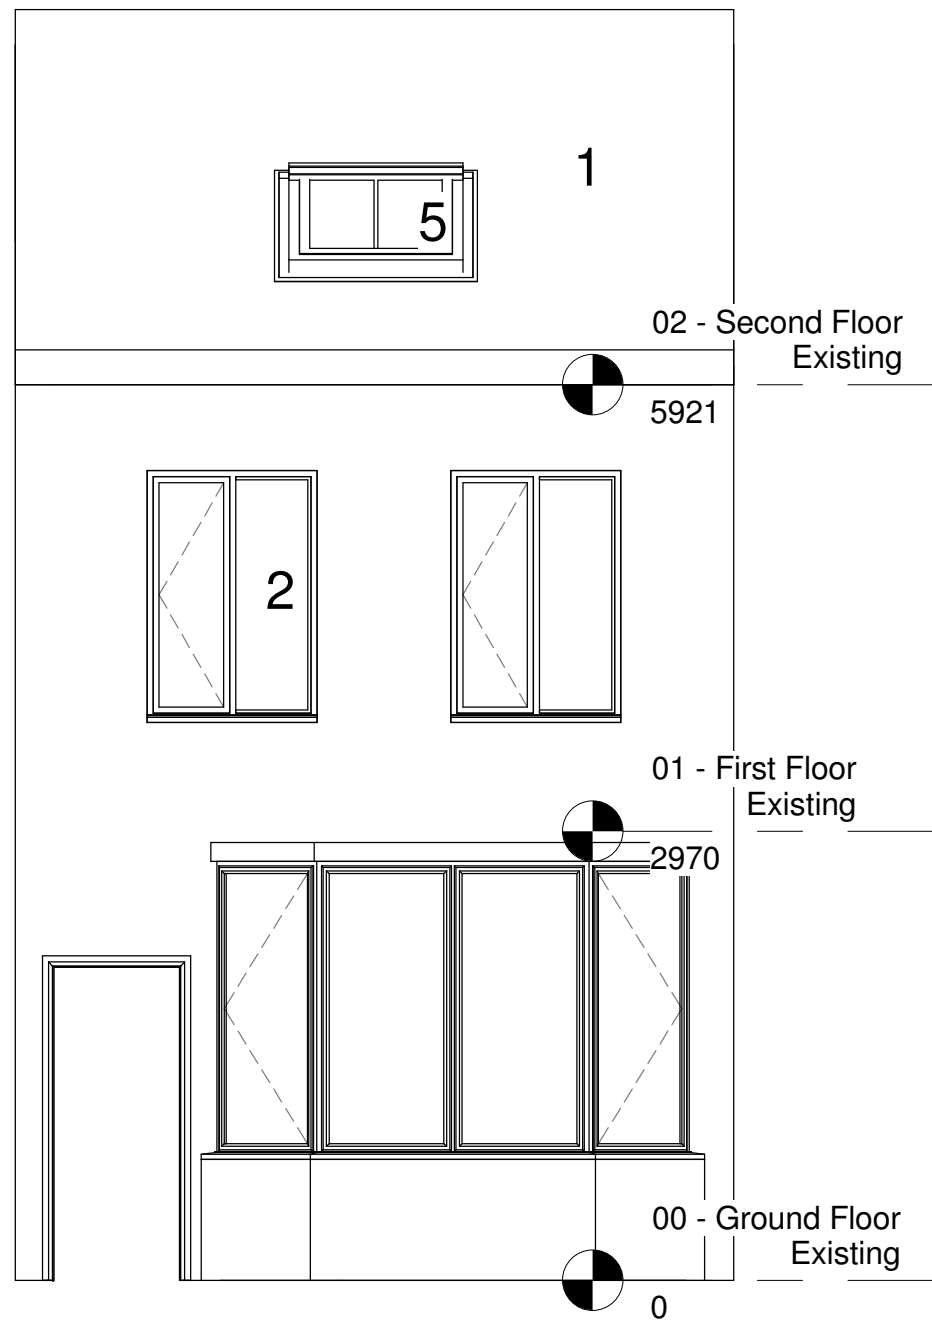 1
5
02 - Second Floor
Existing
5921
2
01 - First Floor
Existing
2970
00 - Ground Floor
Existing
0